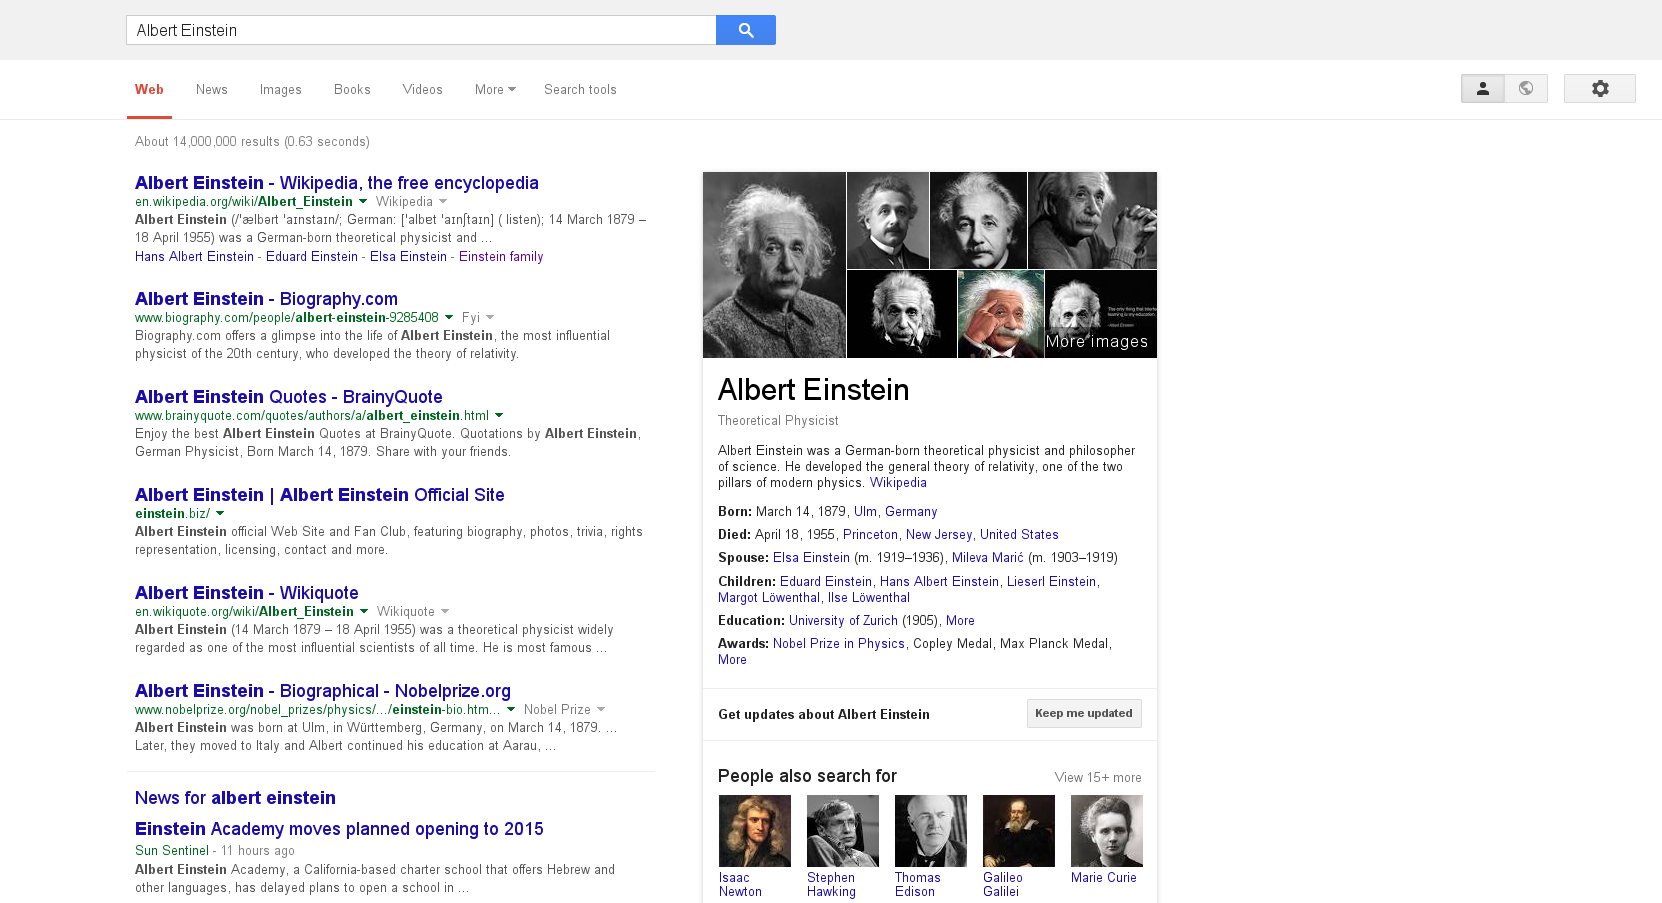 Albert Einstein
Web News Images Books Videos More Search tools
About 14,000,000 results (0.63 seconds)
Albert Einstein - Wikipedia, the free encyclopedia
en.wikipedia.org/wiki/Albert_Einstein Wikipedia
Albert Einstein (/ˈælbərt ˈaɪnstaɪn/; German: [ˈalbɐt ˈaɪnʃtaɪn] ( listen); 14 March 1879 –
18 April 1955) was a German-born theoretical physicist and ...
Hans Albert Einstein - Eduard Einstein - Elsa Einstein - Einstein family
Albert Einstein - Biography.com
www.biography.com/people/albert-einstein-9285408 Fyi
Biography.com offers a glimpse into the life of Albert Einstein, the most influential
physicist of the 20th century, who developed the theory of relativity.
Albert Einstein Quotes - BrainyQuote
www.brainyquote.com/quotes/authors/a/albert_einstein.html
Enjoy the best Albert Einstein Quotes at BrainyQuote. Quotations by Albert Einstein,
German Physicist, Born March 14, 1879. Share with your friends.
Albert Einstein | Albert Einstein Official Site
einstein.biz/
Albert Einstein official Web Site and Fan Club, featuring biography, photos, trivia, rights
representation, licensing, contact and more.
Albert Einstein - Wikiquote
en.wikiquote.org/wiki/Albert_Einstein Wikiquote
Albert Einstein (14 March 1879 – 18 April 1955) was a theoretical physicist widely
regarded as one of the most influential scientists of all time. He is most famous ...
Albert Einstein - Biographical - Nobelprize.org
www.nobelprize.org/nobel_prizes/physics/.../einstein-bio.htm... Nobel Prize
Albert Einstein was born at Ulm, in Württemberg, Germany, on March 14, 1879. ...
Later, they moved to Italy and Albert continued his education at Aarau, ...
News for albert einstein
Einstein Academy moves planned opening to 2015
Sun Sentinel - 11 hours ago
Albert Einstein Academy, a California-based charter school that offers Hebrew and
other languages, has delayed plans to open a school in ...
More images
Albert Einstein
Theoretical Physicist
Albert Einstein was a German-born theoretical physicist and philosopher
of science. He developed the general theory of relativity, one of the two
pillars of modern physics. Wikipedia
Born: March 14, 1879, Ulm, Germany
Died: April 18, 1955, Princeton, New Jersey, United States
Spouse: Elsa Einstein (m. 1919–1936), Mileva Marić (m. 1903–1919)
Children: Eduard Einstein, Hans Albert Einstein, Lieserl Einstein,
Margot Löwenthal, Ilse Löwenthal
Education: University of Zurich (1905), More
Awards: Nobel Prize in Physics, Copley Medal, Max Planck Medal,
More
Get updates about Albert Einstein Keep me updated
People also search for View 15+ more
Isaac Newton
Stephen Hawking
Thomas Edison
Galileo Galilei
Marie Curie